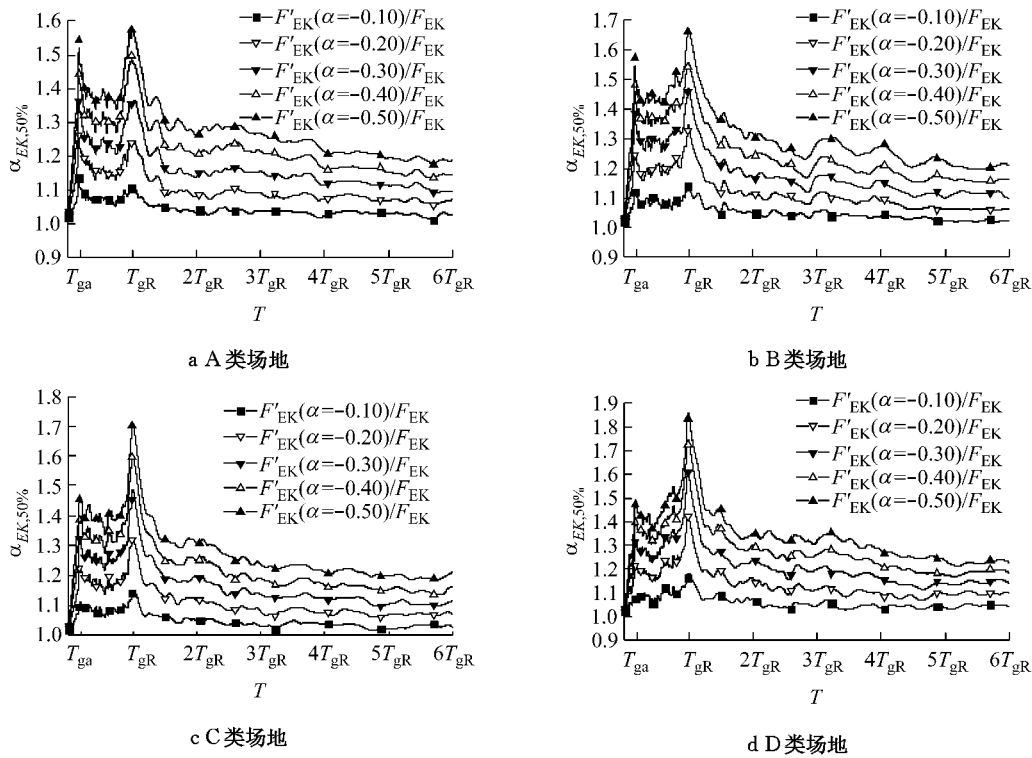 α_EK,50%
1.6
1.5
1.4
1.3
1.2
1.1
1.0
0.9
F′_EK(α=-0.10)/F_EK
F′_EK(α=-0.20)/F_EK
F′_EK(α=-0.30)/F_EK
F′_EK(α=-0.40)/F_EK
F′_EK(α=-0.50)/F_EK
T_ga T_gR 2T_gR 3T_gR 4T_gR 5T_gR 6T_gR
T
a A类场地
α_EK,50%
1.7
1.6
1.5
1.4
1.3
1.2
1.1
1.0
0.9
F′_EK(α=-0.10)/F_EK
F′_EK(α=-0.20)/F_EK
F′_EK(α=-0.30)/F_EK
F′_EK(α=-0.40)/F_EK
F′_EK(α=-0.50)/F_EK
T_ga T_gR 2T_gR 3T_gR 4T_gR 5T_gR 6T_gR
T
b B类场地
α_EK,50%
1.8
1.7
1.6
1.5
1.4
1.3
1.2
1.1
1.0
F′_EK(α=-0.10)/F_EK
F′_EK(α=-0.20)/F_EK
F′_EK(α=-0.30)/F_EK
F′_EK(α=-0.40)/F_EK
F′_EK(α=-0.50)/F_EK
T_ga T_gR 2T_gR 3T_gR 4T_gR 5T_gR 6T_gR
T
c C类场地
α_EK,50%
1.9
1.8
1.7
1.6
1.5
1.4
1.3
1.2
1.1
1.0
0.9
F′_EK(α=-0.10)/F_EK
F′_EK(α=-0.20)/F_EK
F′_EK(α=-0.30)/F_EK
F′_EK(α=-0.40)/F_EK
F′_EK(α=-0.50)/F_EK
T_ga T_gR 2T_gR 3T_gR 4T_gR 5T_gR 6T_gR
T
d D类场地